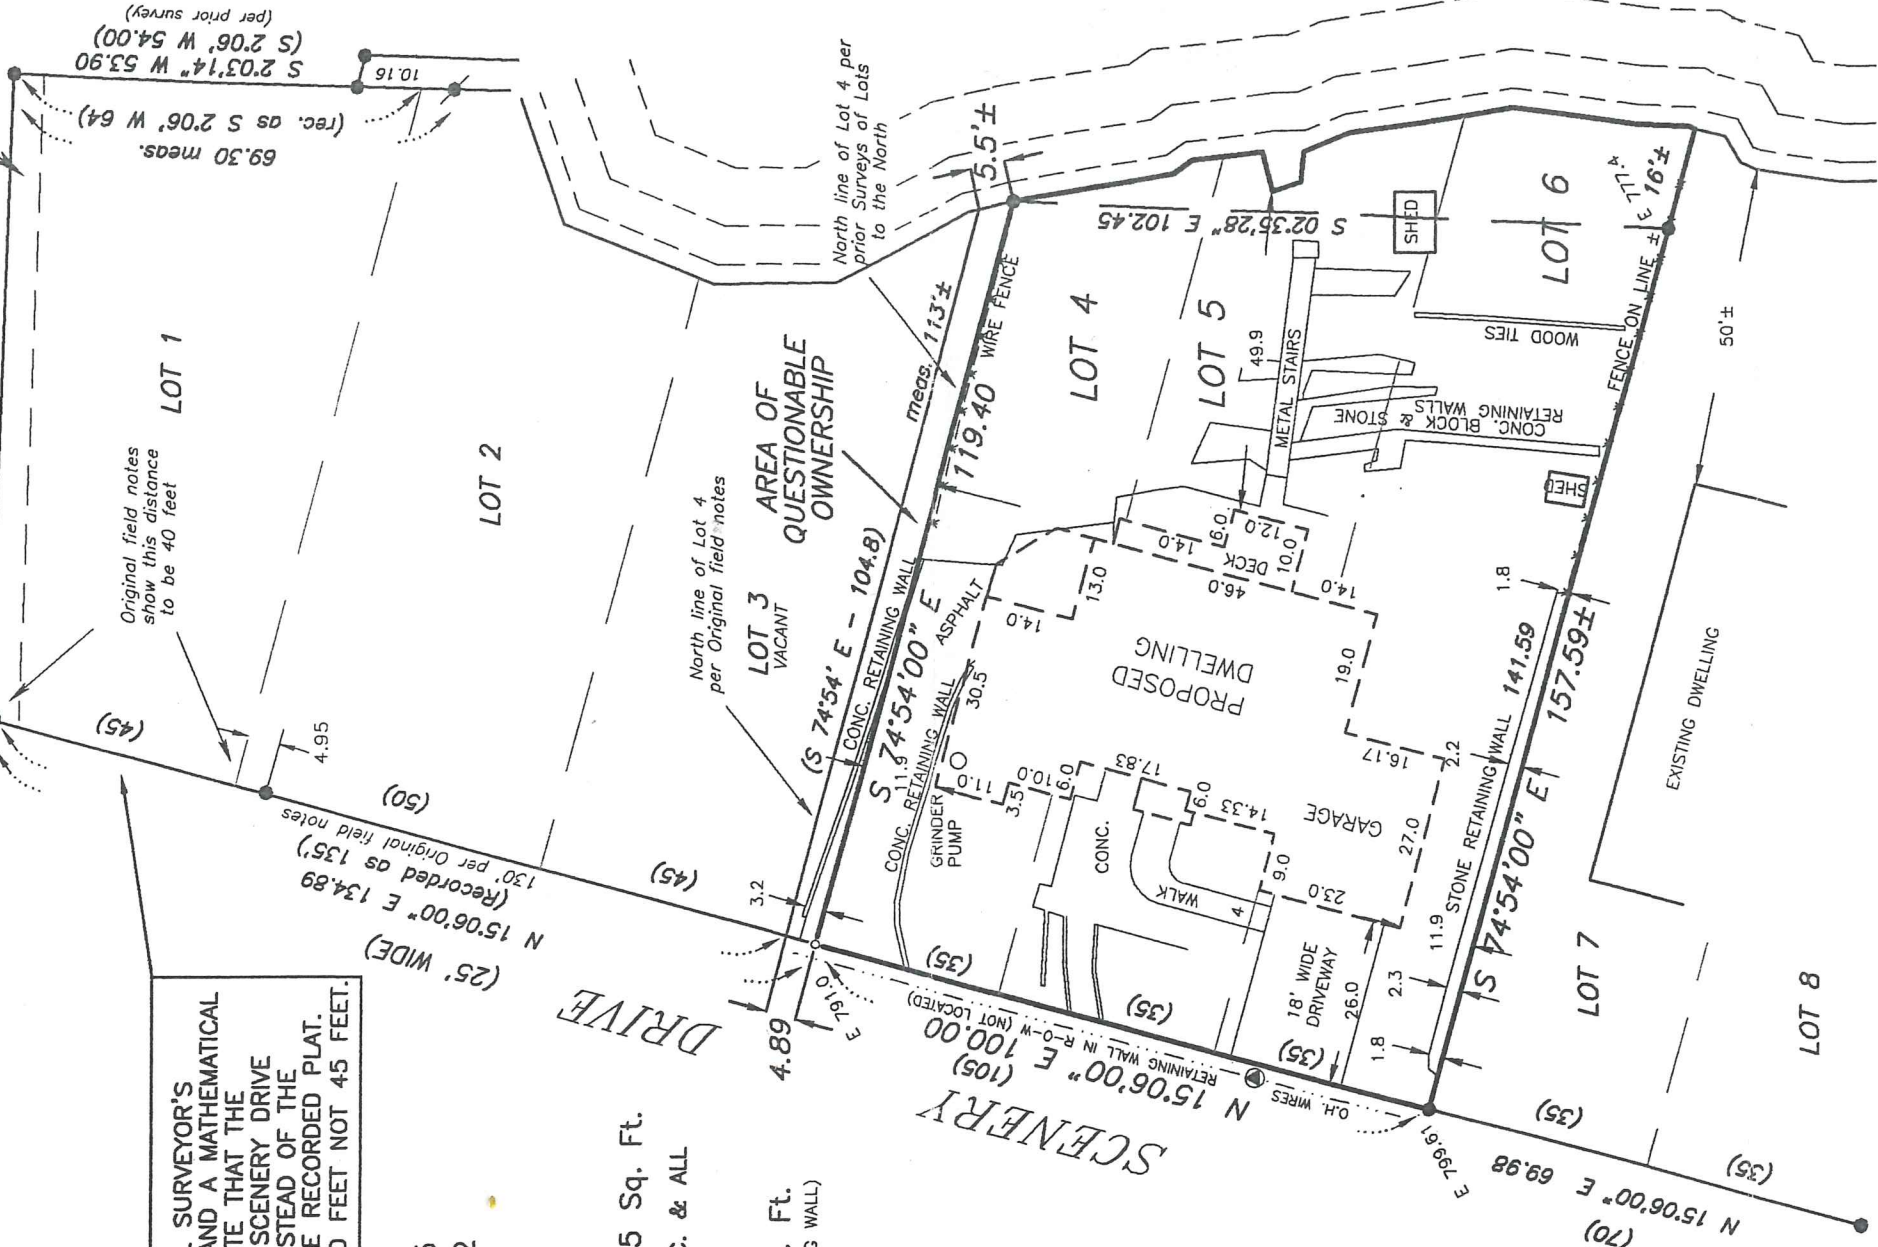 S 2°03'14" W 53.90
(S 2°06' W 54.00)
(per prior survey)
10.16
(rec. as S 2°06' W 64)
69.30 meas.
LOT 1
Original field notes
show this distance
to be 40 feet
(45)
4.95
LOT 2
(50)
N 15°06'00" E 134.89
(Recorded as 135')
130' per Original field notes
(25' WIDE)
(45)
North line of Lot 4 per
prior Surveys of Lots
to the North
5.5'±
AREA OF
QUESTIONABLE
OWNERSHIP
North line of Lot 4
per Original field notes
LOT 3
VACANT
meas. 113'±
(S 74°54' E - 104.8)
WIRE FENCE
119.40
CONC. RETAINING WALL
S 74°54'00" E
3.2
11.9
4.89
E 791.0
SCENERY DRIVE
SURVEYOR'S
AND A MATHEMATICAL
TE THAT THE
SCENERY DRIVE
STEAD OF THE
E RECORDED PLAT.
FEET NOT 45 FEET.
5 Sq. Ft.
& ALL
Ft.
WALL)
S 02°35'28" E 102.45
LOT 4
LOT 5
LOT 6
SHED
E 777.4
16'±
49.9
METAL STAIRS
WOOD TIES
CONC. BLOCK & STONE
RETAINING WALLS
FENCE ON LINE ±
50'±
SHED
ASPHALT
CONC. RETAINING WALL
GRINDER
PUMP
30.5
14.0
13.0
11.0
3.5
10.0
6.0
17.83
6.0
14.33
9.0
23.0
27.0
16.17
19.0
14.0
46.0
DECK
14.0
6.0
12.0
10.0
PROPOSED
DWELLING
GARAGE
CONC.
WALK
4
18' WIDE
DRIVEWAY
26.0
(35)
(35)
(35)
N 15°06'00" E 100.00
(105)
RETAINING WALL IN R-O-W (NOT LOCATED)
O.H. WIRES
1.8
2.3
11.9
2.2
1.8
STONE RETAINING WALL
141.59
157.59±
S 74°54'00" E
EXISTING DWELLING
LOT 7
LOT 8
E 799.61
(35)
(35)
N 15°06'00" E 69.98
(70)